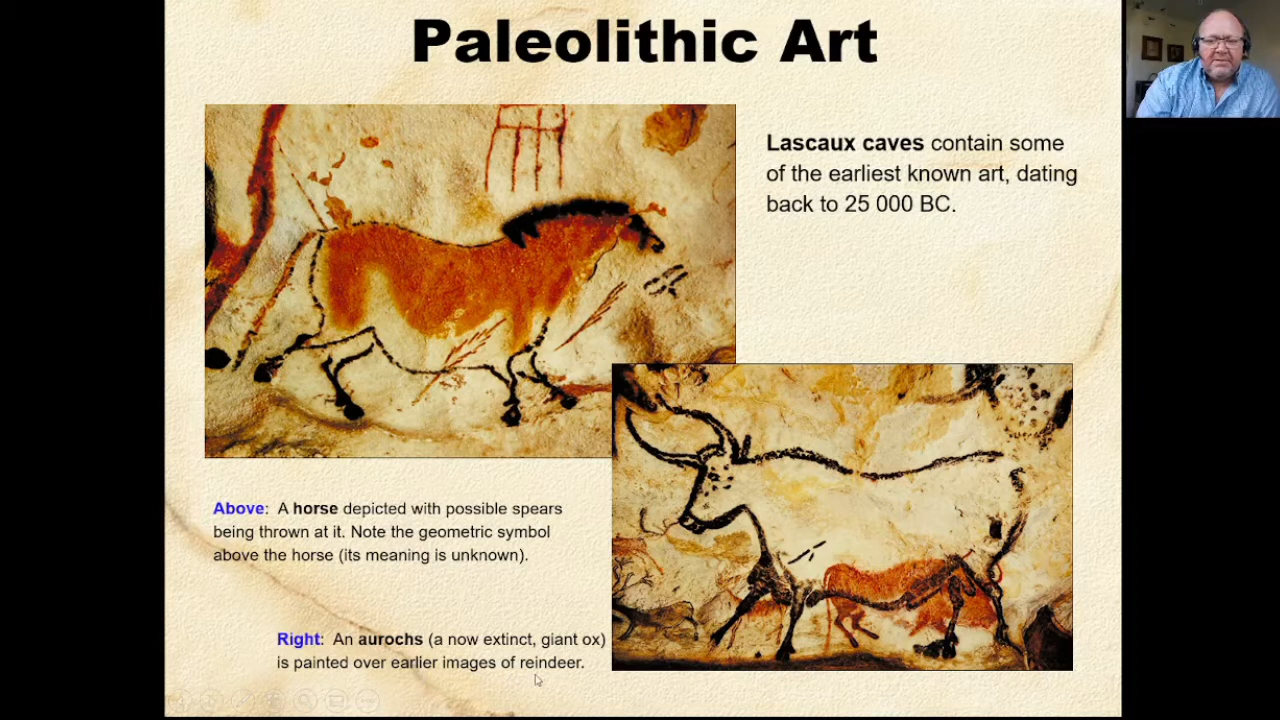 Paleolithic Art
Lascaux caves contain some
of the earliest known art, dating
back to 25 000 BC.
Above: A horse depicted with possible spears
being thrown at it. Note the geometric symbol
above the horse (its meaning is unknown).
Right: An aurochs (a now extinct, giant ox)
is painted over earlier images of reindeer.